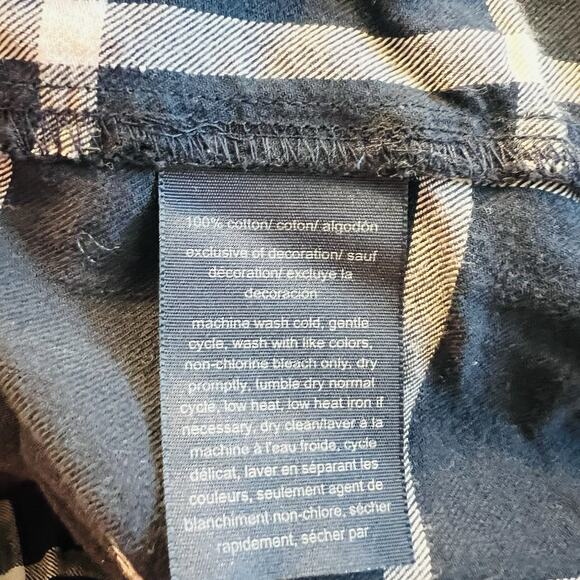 100% cotton/ coton/ algodón
exclusive of decoration/ sauf
décoration/ excluye la
decoración
machine wash cold, gentle
cycle, wash with like colors,
non-chlorine bleach only, dry
promptly, tumble dry normal
cycle, low heat, low heat iron if
necessary, dry clean/laver à la
machine à l'eau froide, cycle
délicat, laver en séparant les
couleurs, seulement agent de
blanchiment non-chlore, sécher
rapidement, sécher par